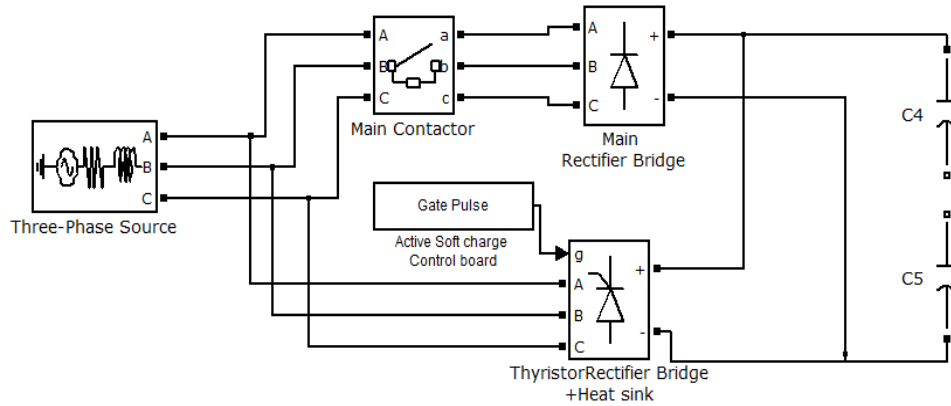 A
B
C
a
b
c
Main Contactor
A
B
C
+
-
Main
Rectifier Bridge
C4
A
B
C
Three-Phase Source
Gate Pulse
Active Soft charge
Control board
g
A
B
C
+
-
ThyristorRectifier Bridge
+Heat sink
C5